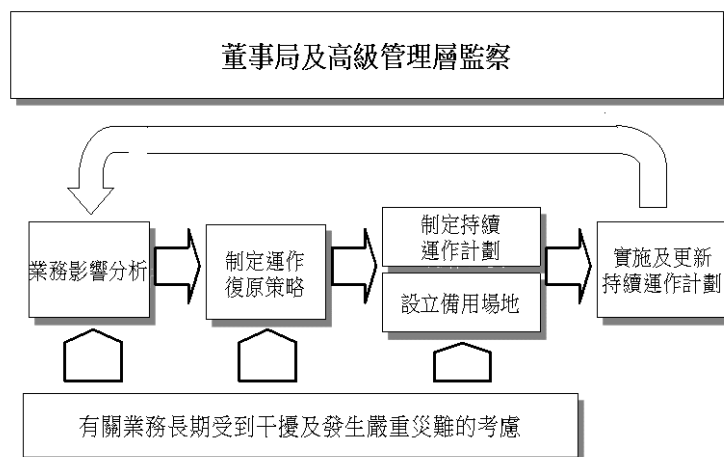 董事局及高級管理層監察
業務影響分析
制定運作
復原策略
制定持續
運作計劃
設立備用場地
實施及更新
持續運作計劃
有關業務長期受到干擾及發生嚴重災難的考慮